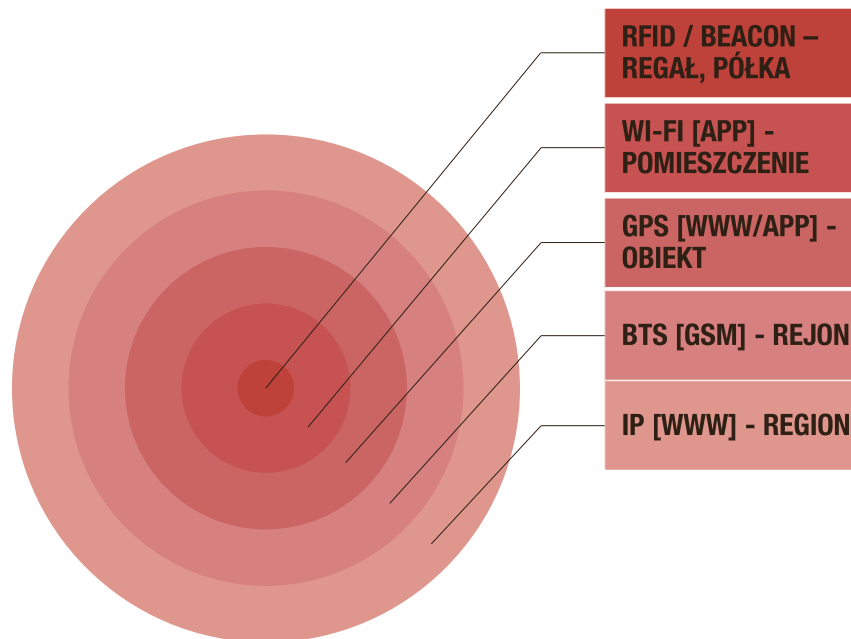 RFID / BEACON –
REGAŁ, PÓŁKA
WI-FI [APP] -
POMIESZCZENIE
GPS [WWW/APP] -
OBIEKT
BTS [GSM] - REJON
IP [WWW] - REGION